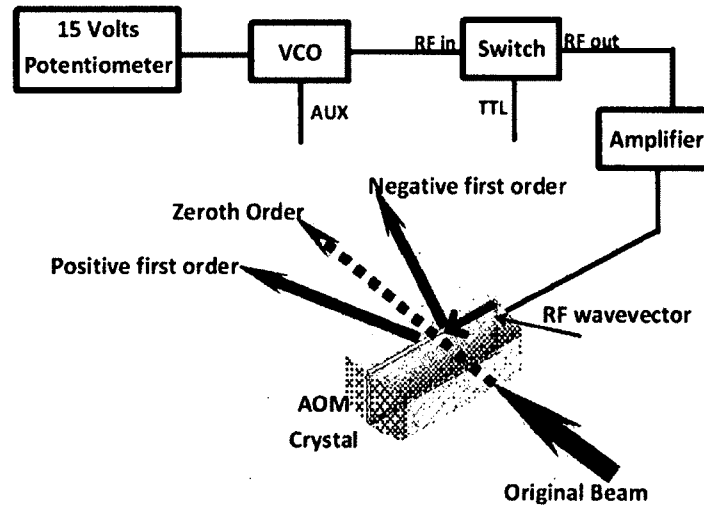 15 Volts
Potentiometer
VCO
RF in
Switch
RF out
AUX
TTL
Amplifier
Negative first order
Zeroth Order
Positive first order
RF wavevector
AOM
Crystal
Original Beam